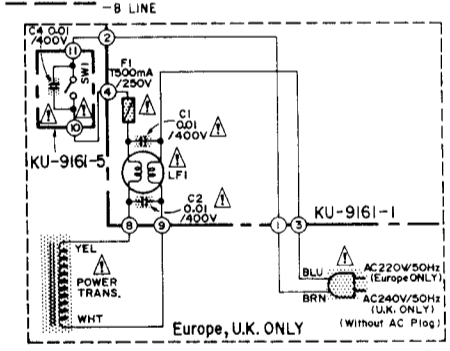 -B LINE
C4 0.01
/400V
11
2
SW1
F1
1500mA
/250V
4
10
C1
0.01
/400V
KU-9161-5
LF1
C2
0.01
/400V
KU-9161-1
8
9
1
3
YEL
POWER
TRANS.
WHT
BLU
BRN
AC220V/50Hz
(Europe ONLY)
AC240V/50Hz
(U.K. ONLY)
(Without AC Plog)
Europe, U.K. ONLY